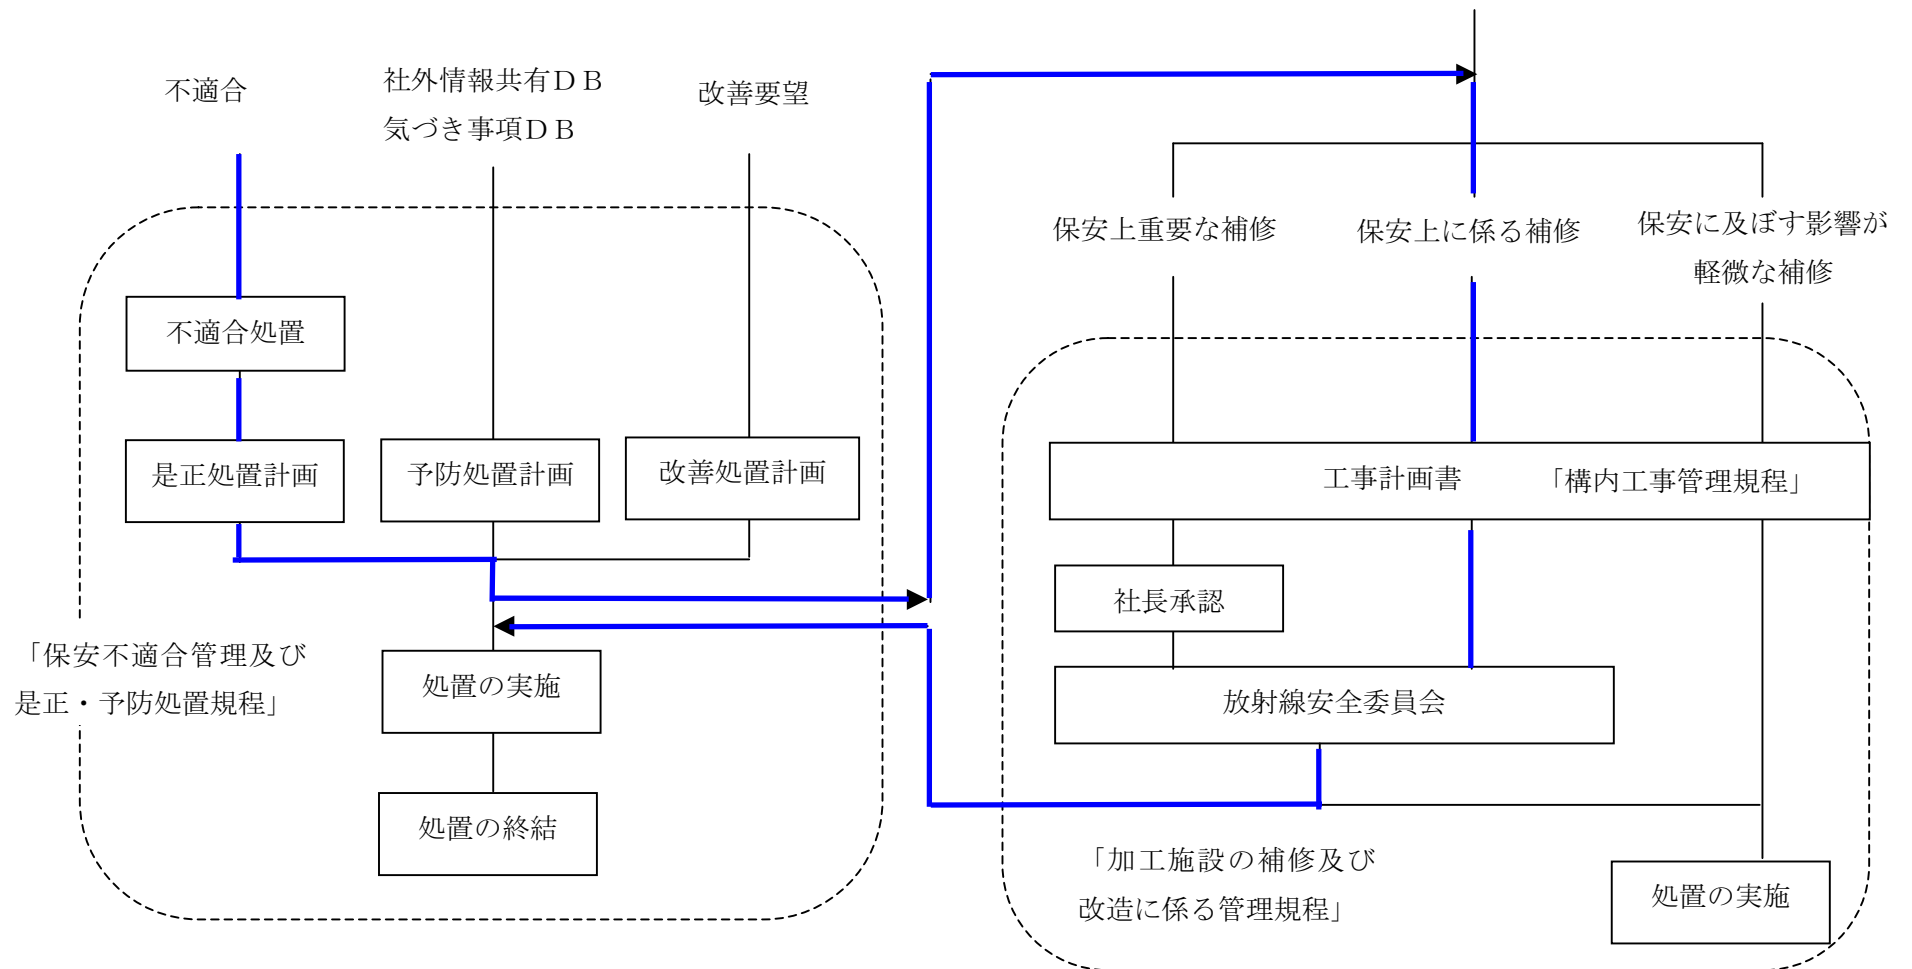 不適合
社外情報共有ＤＢ
気づき事項ＤＢ
改善要望
不適合処置
是正処置計画
予防処置計画
改善処置計画
「保安不適合管理及び
是正・予防処置規程」
処置の実施
処置の終結
保安上重要な補修
保安上に係る補修
保安に及ぼす影響が
軽微な補修
工事計画書 「構内工事管理規程」
社長承認
放射線安全委員会
「加工施設の補修及び
改造に係る管理規程」
処置の実施